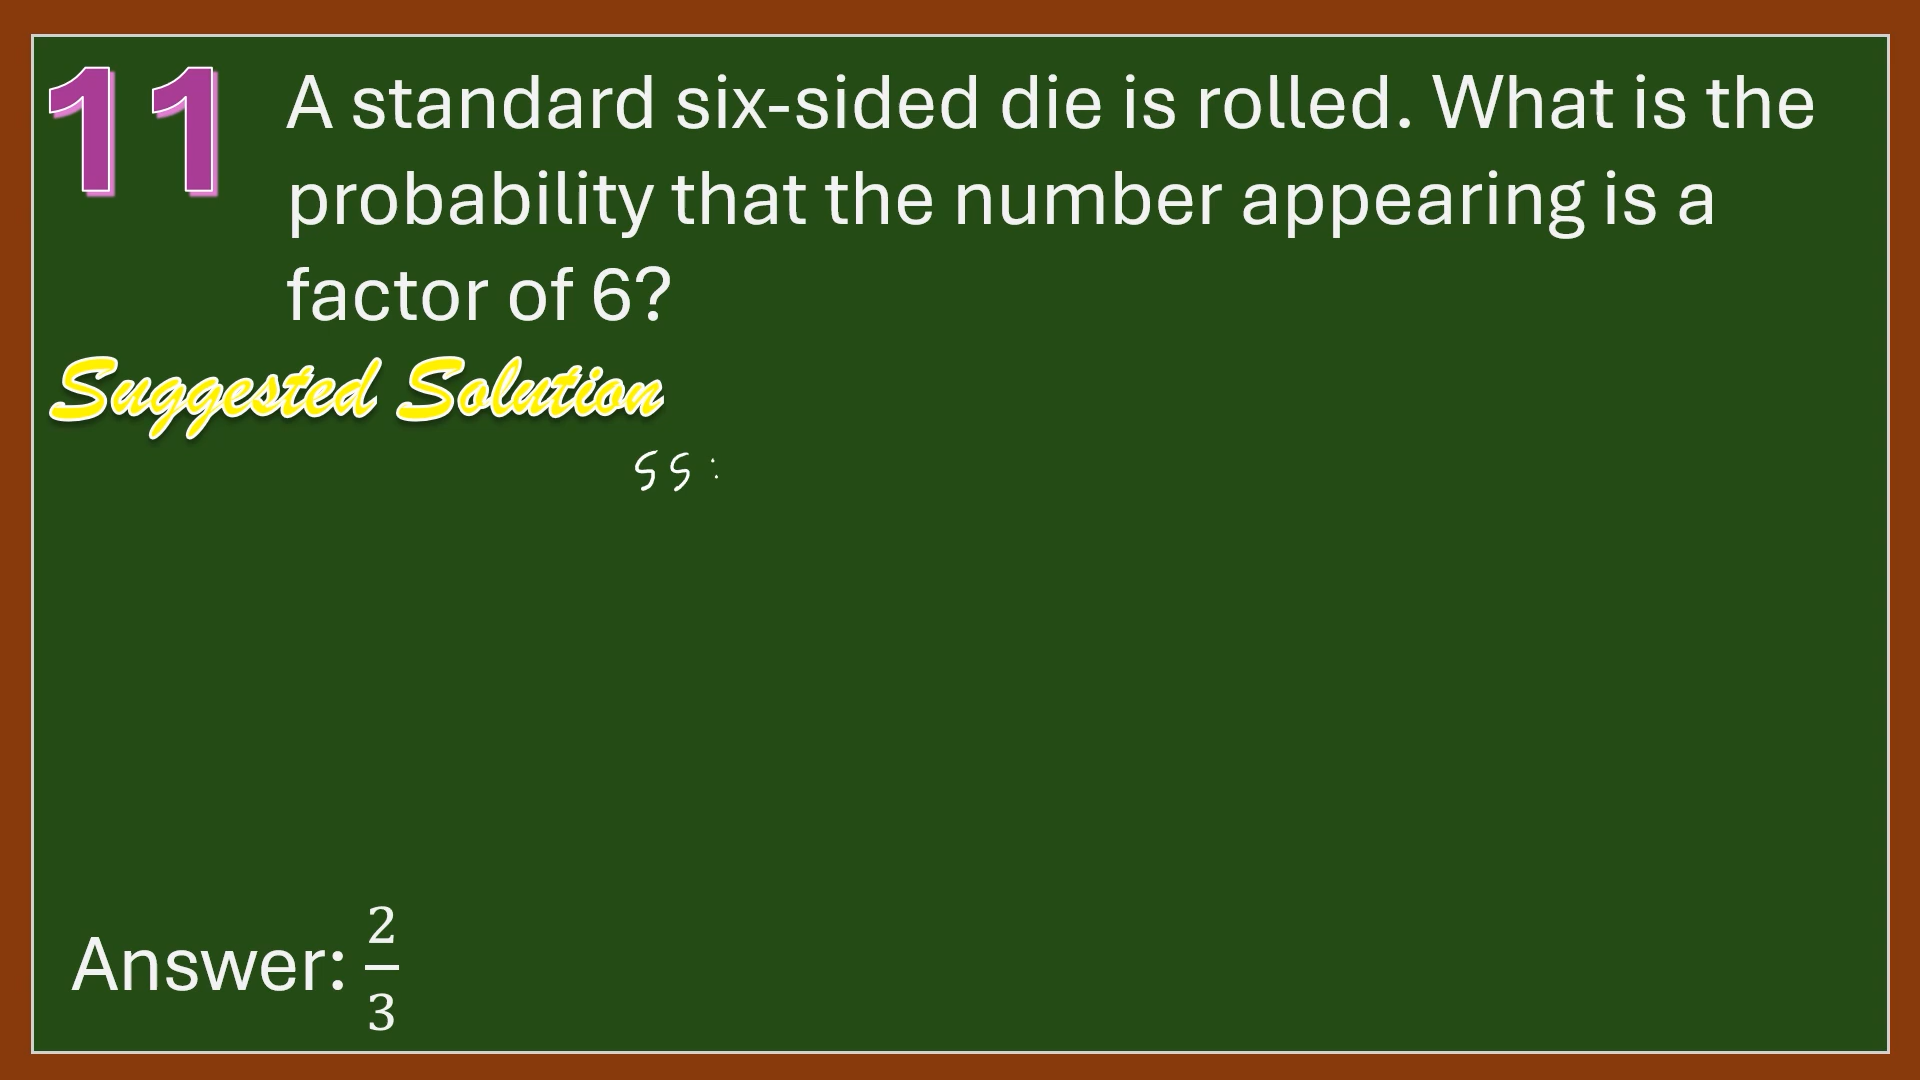 11
A standard six-sided die is rolled. What is the
probability that the number appearing is a
factor of 6?
Suggested Solution
SS :
Answer: 2/3